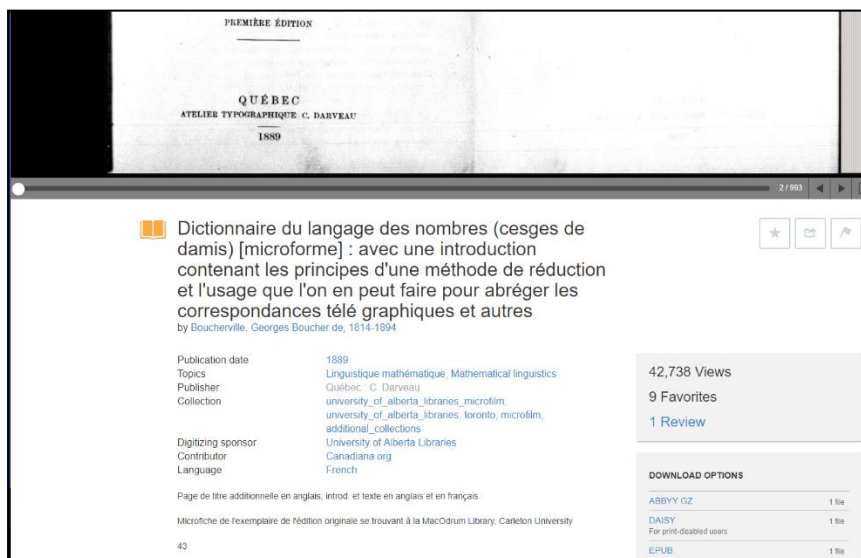 PREMIÈRE ÉDITION
QUÉBEC
ATELIER TYPOGRAPHIQUE C. DARVEAU
1889
2 / 993
Dictionnaire du langage des nombres (cesges de
damis) [microforme] : avec une introduction
contenant les principes d'une méthode de réduction
et l'usage que l'on en peut faire pour abréger les
correspondances télé graphiques et autres
by Boucherville, Georges Boucher de, 1814-1894
Publication date 1889
Topics Linguistique mathématique, Mathematical linguistics
Publisher Québec : C. Darveau
Collection university_of_alberta_libraries_microfilm;
university_of_alberta_libraries; toronto; microfilm;
additional_collections
Digitizing sponsor University of Alberta Libraries
Contributor Canadiana.org
Language French
Page de titre additionnelle en anglais; introd. et texte en anglais et en français
Microfiche de l'exemplaire de l'édition originale se trouvant à la MacOdrum Library, Carleton University
43
42,738 Views
9 Favorites
1 Review
DOWNLOAD OPTIONS
ABBYY GZ 1 file
DAISY 1 file
For print-disabled users
EPUB 1 file